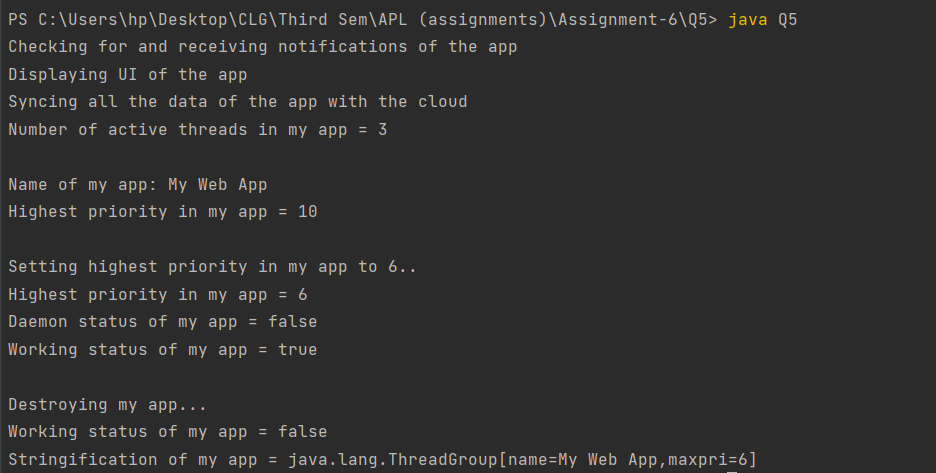 PS C:\Users\hp\Desktop\CLG\Third Sem\APL (assignments)\Assignment-6\Q5> java Q5
Checking for and receiving notifications of the app
Displaying UI of the app
Syncing all the data of the app with the cloud
Number of active threads in my app = 3

Name of my app: My Web App
Highest priority in my app = 10

Setting highest priority in my app to 6..
Highest priority in my app = 6
Daemon status of my app = false
Working status of my app = true

Destroying my app...
Working status of my app = false
Stringification of my app = java.lang.ThreadGroup[name=My Web App,maxpri=6]